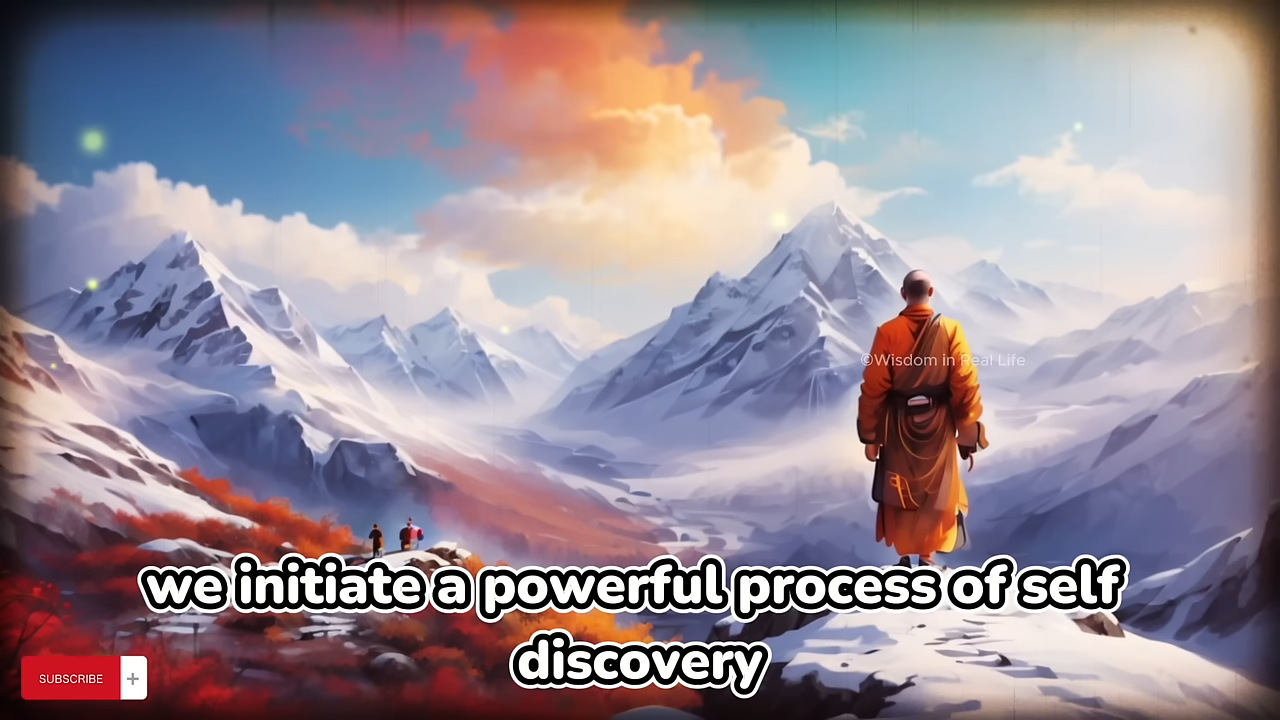 ©Wisdom in Real Life
we initiate a powerful process of self
discovery
SUBSCRIBE +